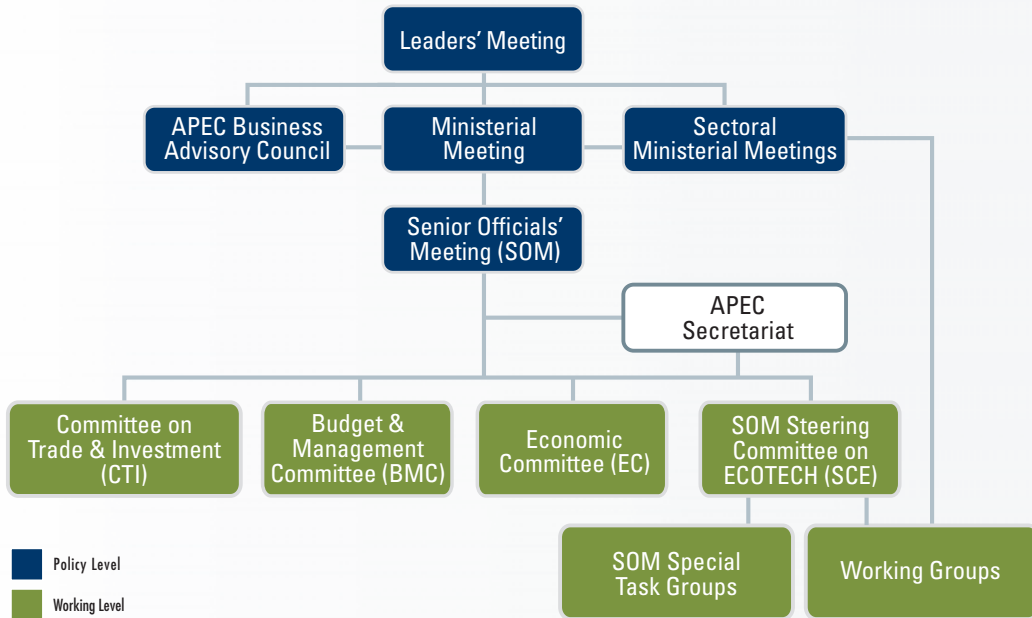 Leaders’ Meeting
APEC Business
Advisory Council
Ministerial
Meeting
Sectoral
Ministerial Meetings
Senior Officials’
Meeting (SOM)
APEC
Secretariat
Committee on
Trade & Investment
(CTI)
Budget &
Management
Committee (BMC)
Economic
Committee (EC)
SOM Steering
Committee on
ECOTECH (SCE)
SOM Special
Task Groups
Working Groups
Policy Level
Working Level